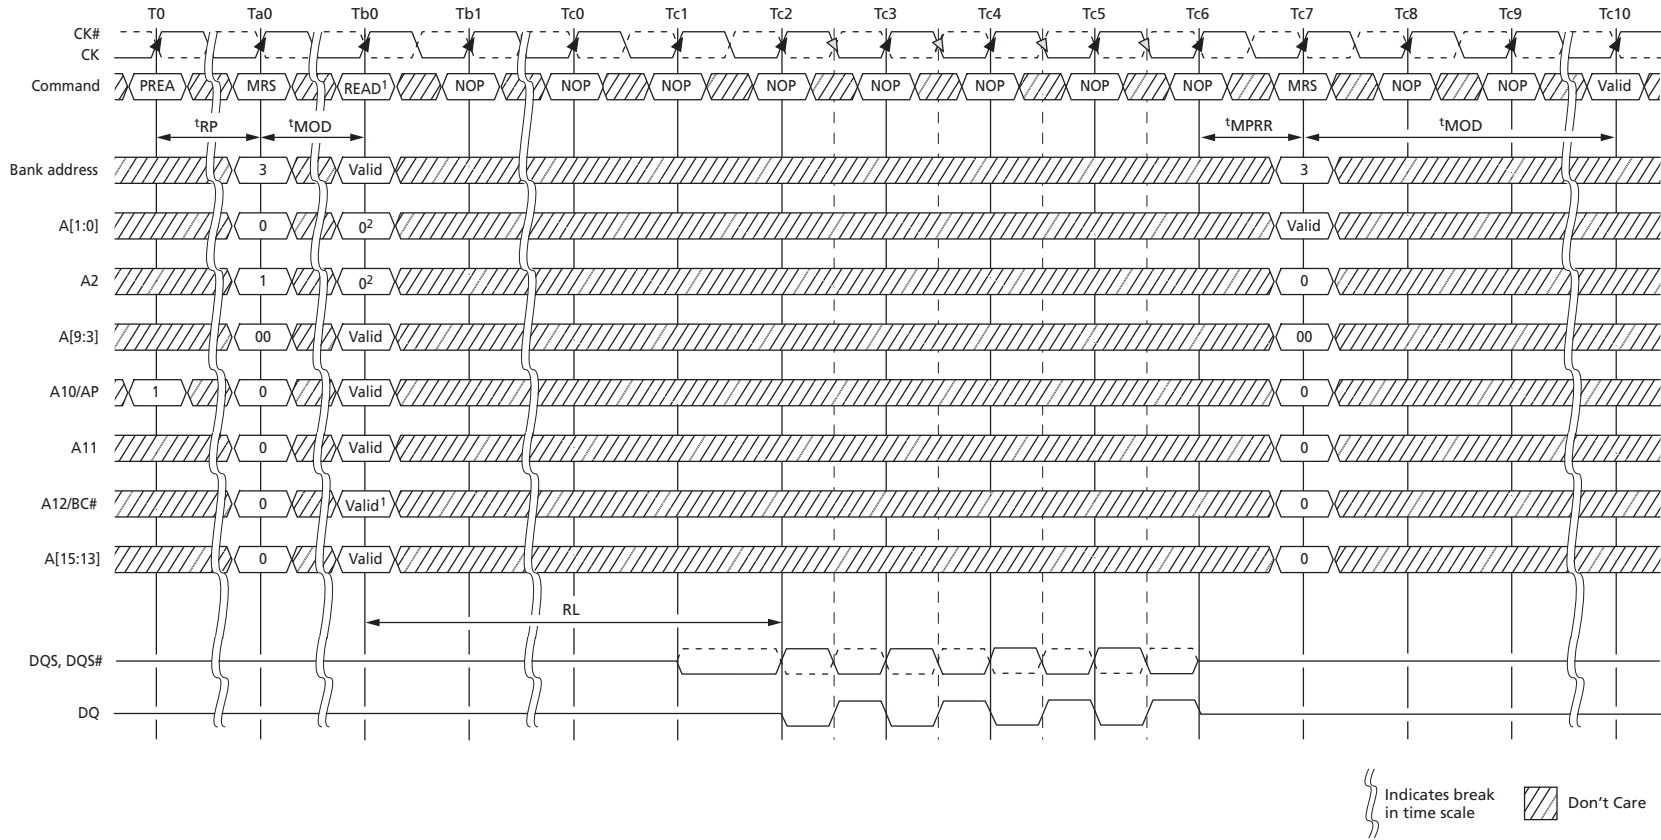 T0 Ta0 Tb0 Tb1 Tc0 Tc1 Tc2 Tc3 Tc4 Tc5 Tc6 Tc7 Tc8 Tc9 Tc10
CK#
CK
Command PREA MRS READ¹ NOP NOP NOP NOP NOP NOP NOP NOP MRS NOP NOP Valid
ᵗRP ᵗMOD ᵗMPRR ᵗMOD
Bank address 3 Valid 3
A[1:0] 0 0² Valid
A2 1 0² 0
A[9:3] 00 Valid 00
A10/AP 1 0 Valid 0
A11 0 Valid 0
A12/BC# 0 Valid¹ 0
A[15:13] 0 Valid 0
RL
DQS, DQS#
DQ
Indicates break
in time scale
Don't Care